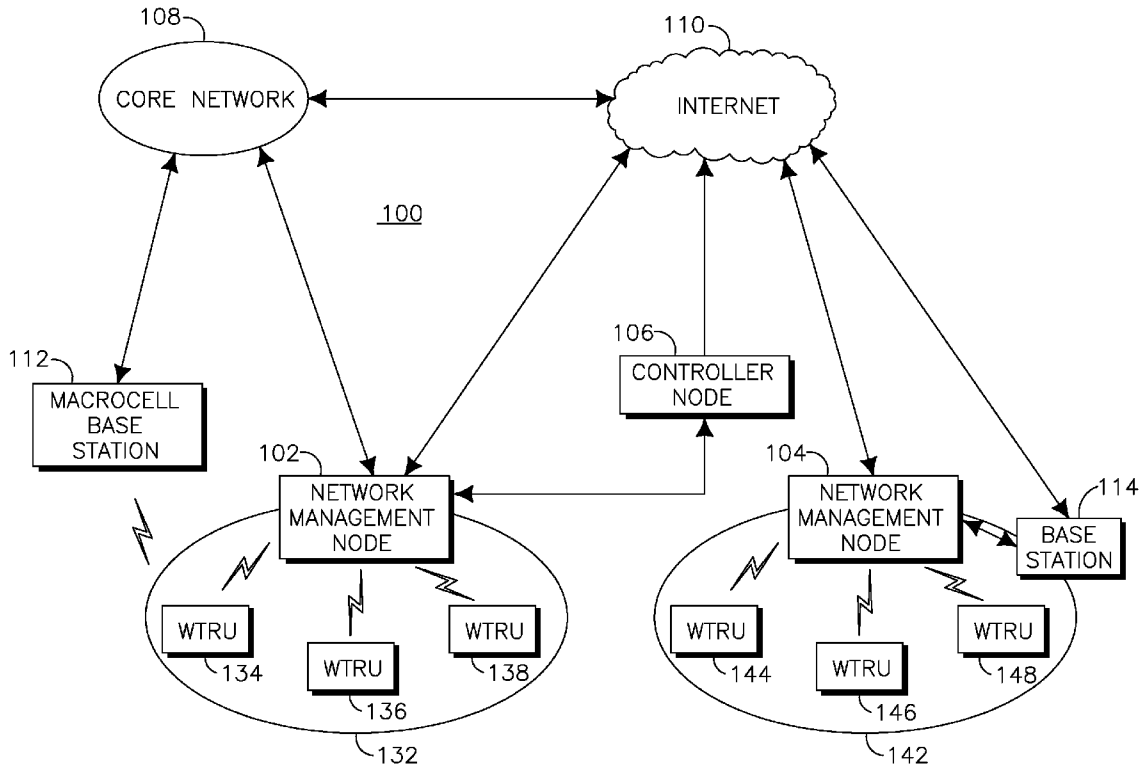 108
CORE NETWORK
110
INTERNET
100
112
MACROCELL
BASE
STATION
106
CONTROLLER
NODE
102
NETWORK
MANAGEMENT
NODE
104
NETWORK
MANAGEMENT
NODE
114
BASE
STATION
WTRU
134
WTRU
136
WTRU
138
132
WTRU
144
WTRU
146
WTRU
148
142